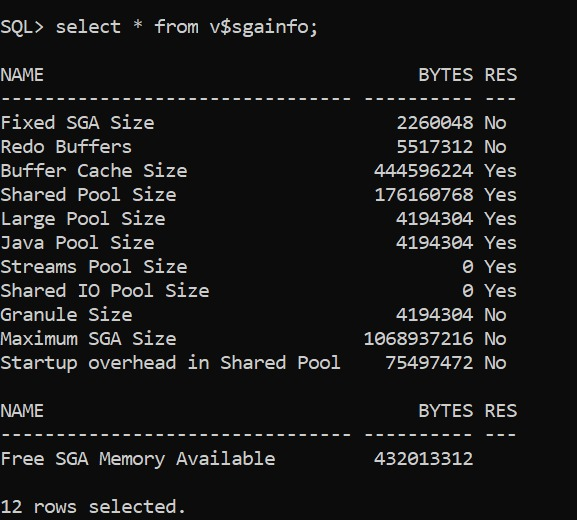 SQL> select * from v$sgainfo;
NAME                                  BYTES RES
-------------------------------- ---------- ---
Fixed SGA Size                      2260048 No
Redo Buffers                        5517312 No
Buffer Cache Size                 444596224 Yes
Shared Pool Size                  176160768 Yes
Large Pool Size                     4194304 Yes
Java Pool Size                      4194304 Yes
Streams Pool Size                         0 Yes
Shared IO Pool Size                       0 Yes
Granule Size                        4194304 No
Maximum SGA Size                 1068937216 No
Startup overhead in Shared Pool    75497472 No
NAME                                  BYTES RES
-------------------------------- ---------- ---
Free SGA Memory Available         432013312
12 rows selected.